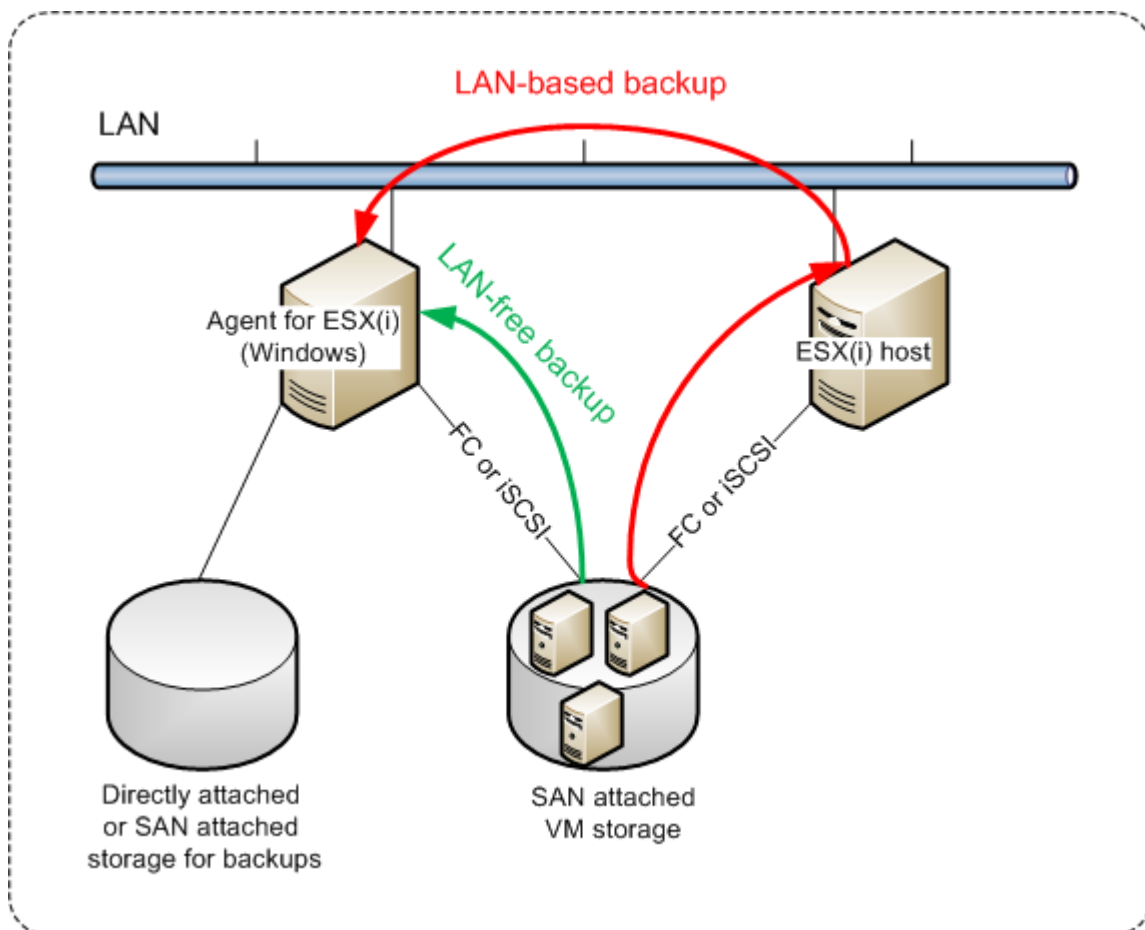 LAN-based backup
LAN
LAN-free backup
Agent for ESX(i)
(Windows)
ESX(i) host
FC or iSCSI
FC or iSCSI
Directly attached
or SAN attached
storage for backups
SAN attached
VM storage